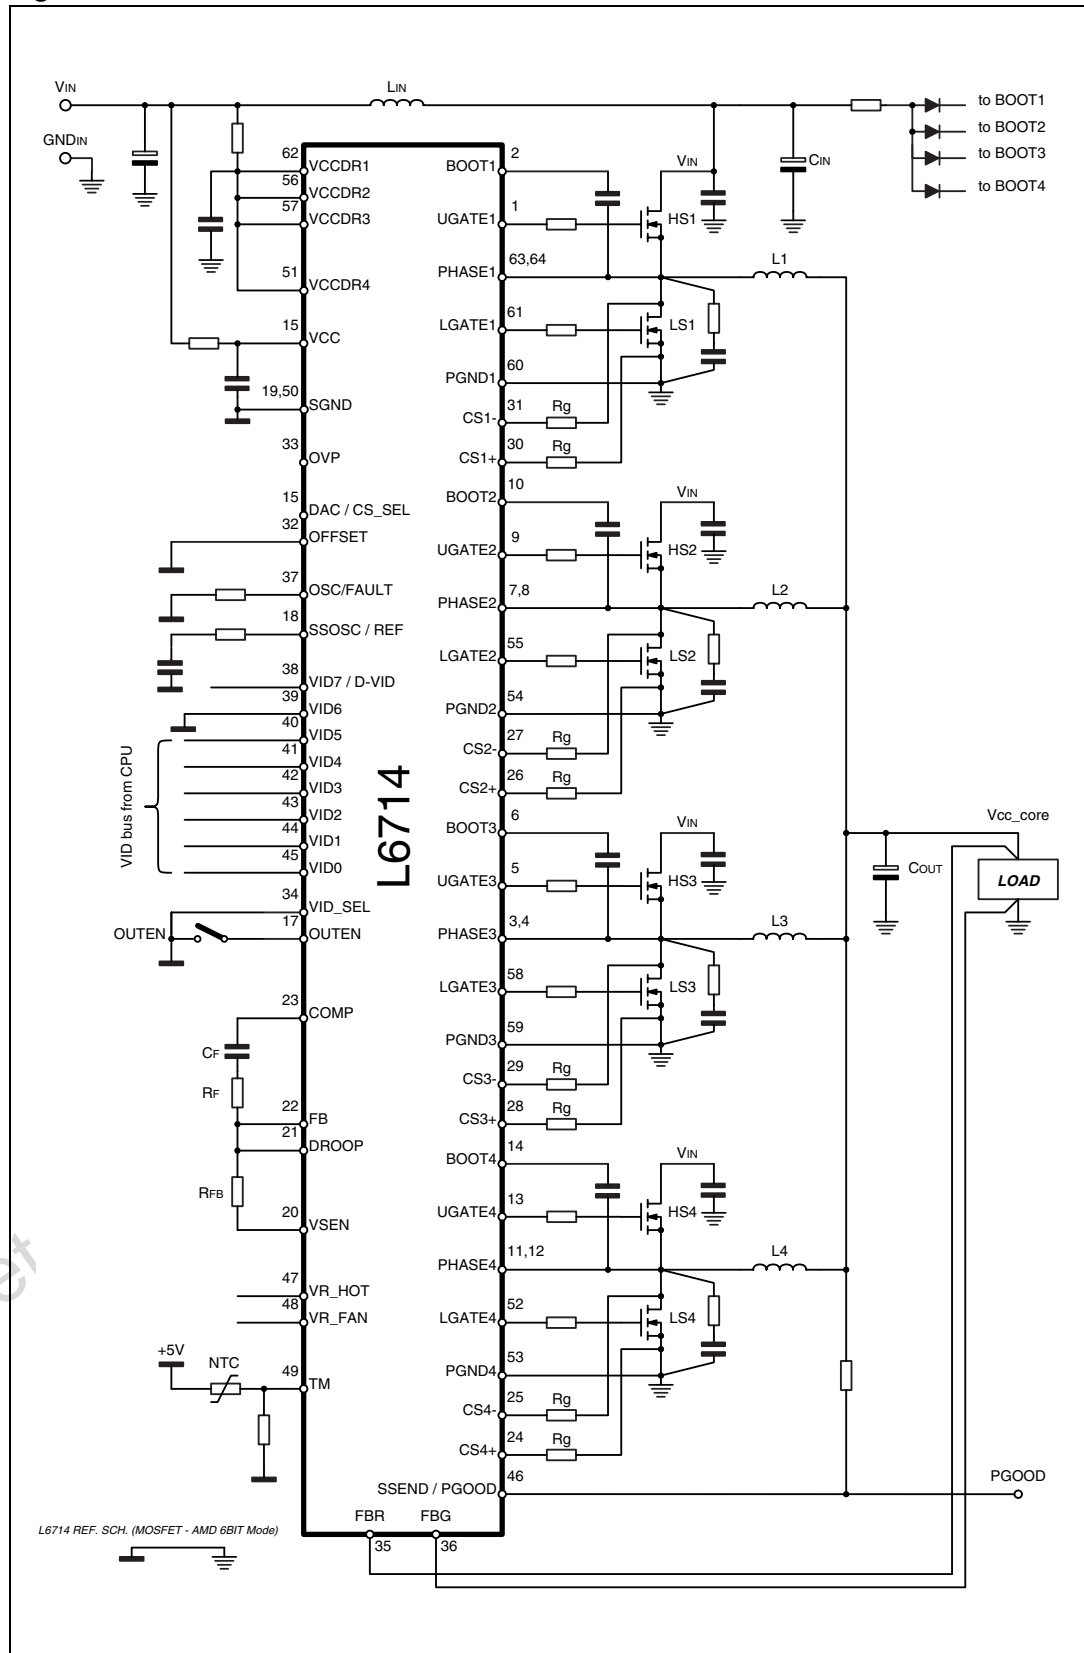 VIN
LIN
to BOOT1
to BOOT2
to BOOT3
to BOOT4
GNDIN
CIN
62
VCCDR1
56
VCCDR2
57
VCCDR3
51
VCCDR4
15
VCC
19,50
SGND
33
OVP
15
DAC / CS_SEL
32
OFFSET
37
OSC/FAULT
18
SSOSC / REF
38
VID7 / D-VID
39
VID6
40
VID5
41
VID4
42
VID3
43
VID2
44
VID1
45
VID0
VID bus from CPU
34
VID_SEL
17
OUTEN
OUTEN
23
COMP
CF
RF
22
FB
21
DROOP
RFB
20
VSEN
47
VR_HOT
48
VR_FAN
+5V
NTC
49
TM
L6714
BOOT1
2
VIN
UGATE1
1
HS1
PHASE1
63,64
L1
LGATE1
61
LS1
PGND1
60
CS1-
31
Rg
CS1+
30
Rg
BOOT2
10
VIN
UGATE2
9
HS2
PHASE2
7,8
L2
LGATE2
55
LS2
PGND2
54
CS2-
27
Rg
CS2+
26
Rg
BOOT3
6
VIN
UGATE3
5
HS3
PHASE3
3,4
L3
LGATE3
58
LS3
PGND3
59
CS3-
29
Rg
CS3+
28
Rg
BOOT4
14
VIN
UGATE4
13
HS4
PHASE4
11,12
L4
LGATE4
52
LS4
PGND4
53
CS4-
25
Rg
CS4+
24
Rg
SSEND / PGOOD
46
PGOOD
Vcc_core
COUT
LOAD
FBR
FBG
35
36
L6714 REF. SCH. (MOSFET - AMD 6BIT Mode)